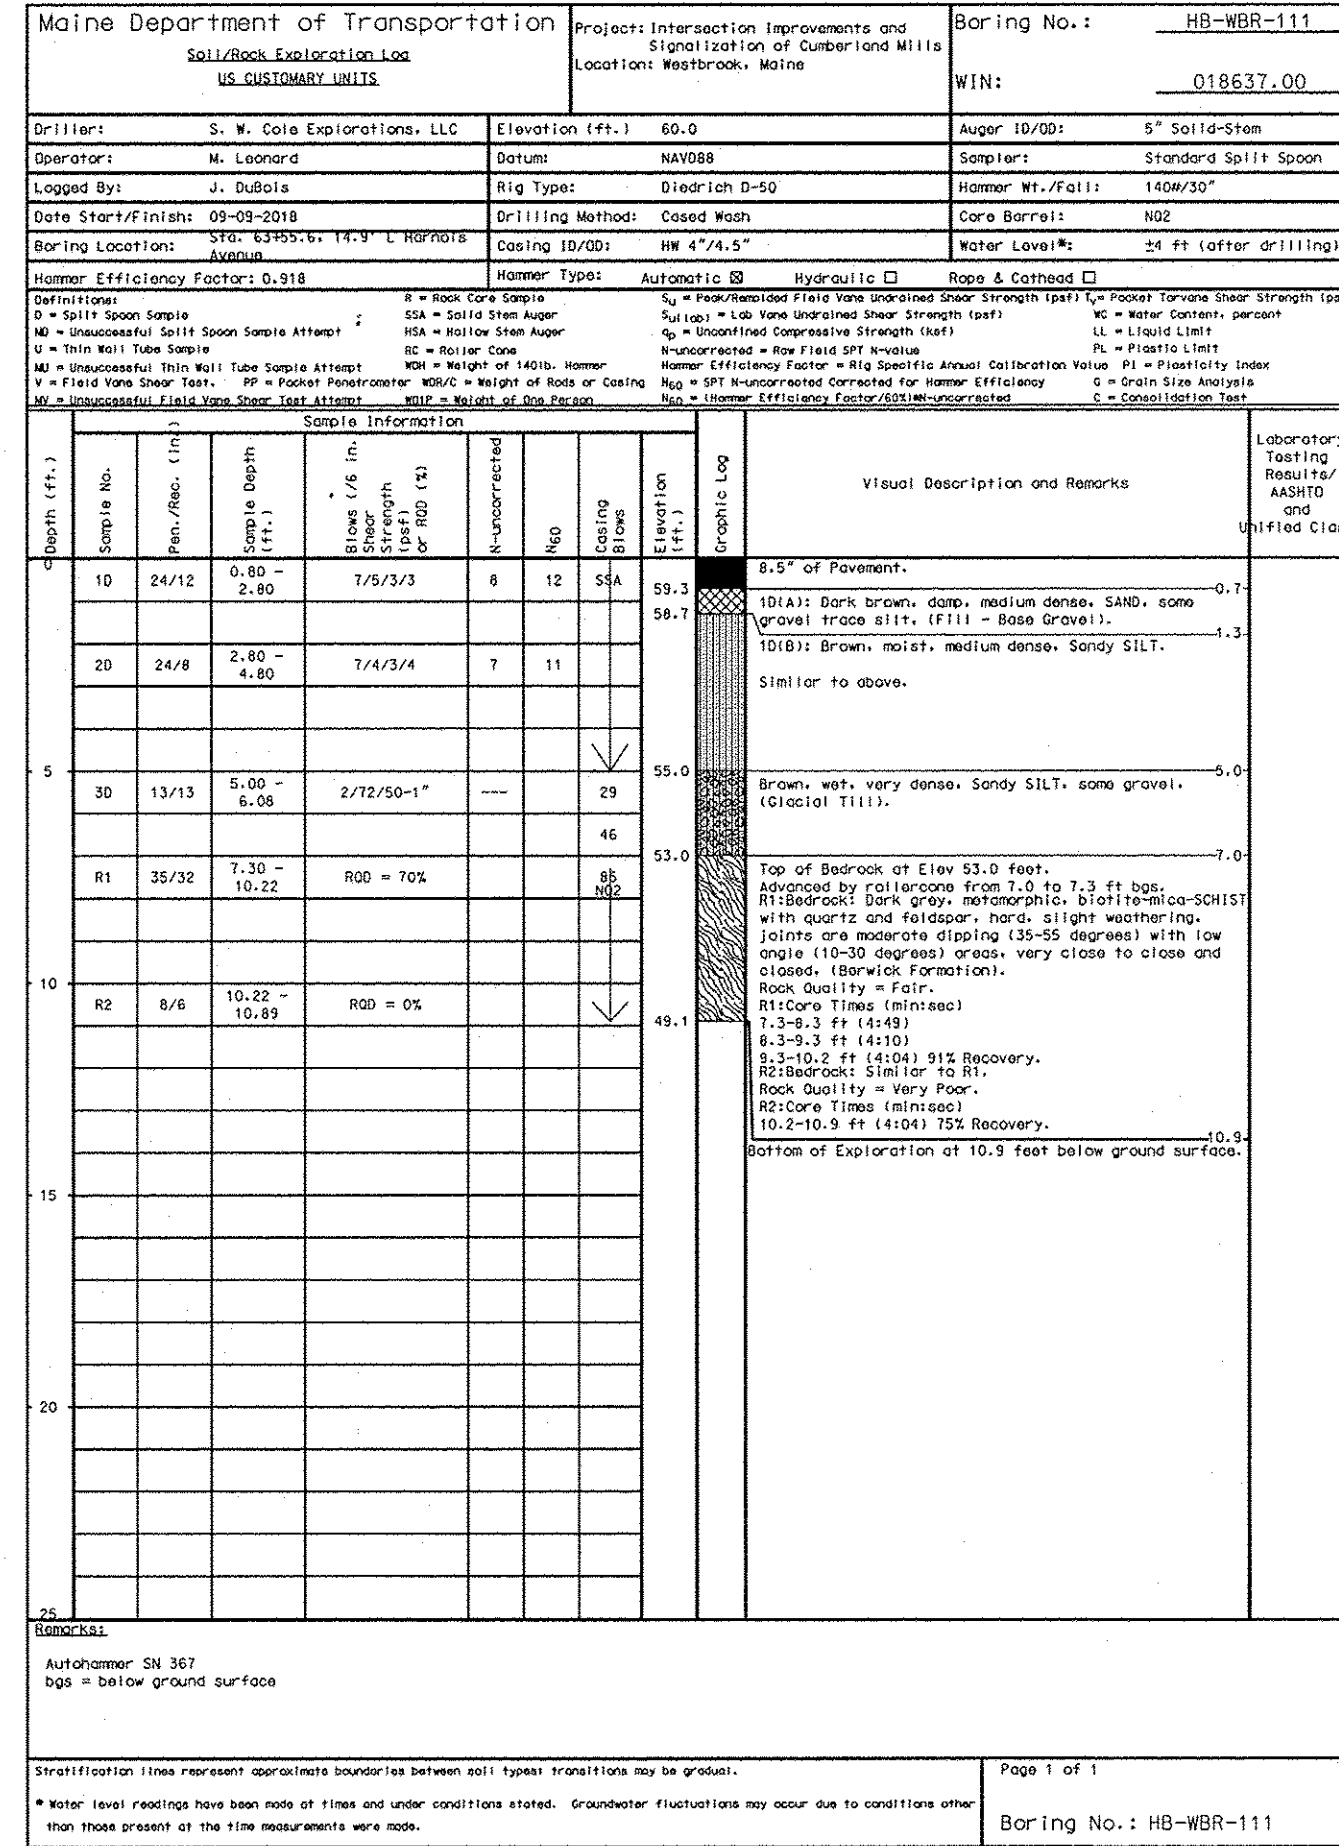 Maine Department of Transportation
Soil/Rock Exploration Log
US CUSTOMARY UNITS
Project: Intersection Improvements and
Signalization of Cumberland Mills
Location: Westbrook, Maine
Boring No.: HB-WBR-111
WIN: 018637.00
Driller: S. W. Cole Explorations, LLC
Elevation (ft.) 60.0
Auger ID/OD: 5" Solid-Stem
Operator: M. Leonard
Datum: NAVD88
Sampler: Standard Split Spoon
Logged By: J. DuBois
Rig Type: Diedrich D-50
Hammer Wt./Fall: 140#/30"
Date Start/Finish: 09-09-2018
Drilling Method: Cased Wash
Core Barrel: NQ2
Boring Location: Sta. 63+55.6, 14.9' L Harnois
Avenue
Casing ID/OD: HW 4"/4.5"
Water Level*: ±4 ft (after drilling)
Hammer Efficiency Factor: 0.918
Hammer Type: Automatic ☒ Hydraulic ☐ Rope & Cathead ☐
Definitions:
D = Split Spoon Sample
MD = Unsuccessful Split Spoon Sample Attempt
U = Thin Wall Tube Sample
MU = Unsuccessful Thin Wall Tube Sample Attempt
V = Field Vane Shear Test, PP = Pocket Penetrometer
MV = Unsuccessful Field Vane Shear Test Attempt
R = Rock Core Sample
SSA = Solid Stem Auger
HSA = Hollow Stem Auger
RC = Roller Cone
WOH = Weight of 140lb. Hammer
WOR/C = Weight of Rods or Casing
WO1P = Weight of One Person
Su = Peak/Remolded Field Vane Undrained Shear Strength (psf)
Su(lab) = Lab Vane Undrained Shear Strength (psf)
qp = Unconfined Compressive Strength (ksf)
N-uncorrected = Raw Field SPT N-value
Hammer Efficiency Factor = Rig Specific Annual Calibration Value
N60 = SPT N-uncorrected Corrected for Hammer Efficiency
N60 = (Hammer Efficiency Factor/60%)*N-uncorrected
Tv = Pocket Torvane Shear Strength (ps
WC = Water Content, percent
LL = Liquid Limit
PL = Plastic Limit
PI = Plasticity Index
G = Grain Size Analysis
C = Consolidation Test
Sample Information
Depth (ft.)
Sample No.
Pen./Rec. (in.)
Sample Depth
(ft.)
Blows (/6 in.
Shear
Strength
(psf)
or RQD (%)
N-uncorrected
N60
Casing
Blows
Elevation
(ft.)
Graphic Log
Visual Description and Remarks
Laboratory
Testing
Results/
AASHTO
and
Unified Clas
0
1D 24/12 0.80 - 2.80 7/5/3/3 8 12 SSA
59.3
58.7
8.5" of Pavement.
0.7
1D(A): Dark brown, damp, medium dense, SAND, some
gravel trace silt, (Fill - Base Gravel).
1.3
1D(B): Brown, moist, medium dense, Sandy SILT.
2D 24/8 2.80 - 4.80 7/4/3/4 7 11
Similar to above.
5
55.0
5.0
3D 13/13 5.00 - 6.08 2/72/50-1" --- 29
Brown, wet, very dense, Sandy SILT, some gravel,
(Glacial Till).
46
53.0
7.0
R1 35/32 7.30 - 10.22 RQD = 70% 85
NQ2
Top of Bedrock at Elev 53.0 feet.
Advanced by rollercone from 7.0 to 7.3 ft bgs.
R1:Bedrock: Dark grey, metamorphic, biotite-mica-SCHIST
with quartz and feldspar, hard, slight weathering,
joints are moderate dipping (35-55 degrees) with low
angle (10-30 degrees) areas, very close to close and
closed, (Berwick Formation).
Rock Quality = Fair.
R1:Core Times (min:sec)
7.3-8.3 ft (4:49)
8.3-9.3 ft (4:10)
9.3-10.2 ft (4:04) 91% Recovery.
10
R2 8/6 10.22 - 10.89 RQD = 0%
49.1
R2:Bedrock: Similar to R1.
Rock Quality = Very Poor.
R2:Core Times (min:sec)
10.2-10.9 ft (4:04) 75% Recovery.
10.9
Bottom of Exploration at 10.9 feet below ground surface.
15
20
25
Remarks:
Autohammer SN 367
bgs = below ground surface
Stratification lines represent approximate boundaries between soil types; transitions may be gradual.
* Water level readings have been made at times and under conditions stated. Groundwater fluctuations may occur due to conditions other
than those present at the time measurements were made.
Page 1 of 1
Boring No.: HB-WBR-111